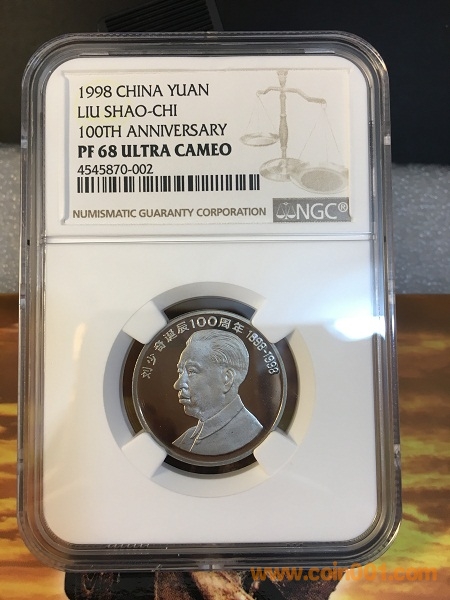 1998 CHINA YUAN
LIU SHAO-CHI
100TH ANNIVERSARY
PF 68 ULTRA CAMEO
4545870-002
NUMISMATIC GUARANTY CORPORATION
NGC®
刘少奇诞辰100周年 1898-1998